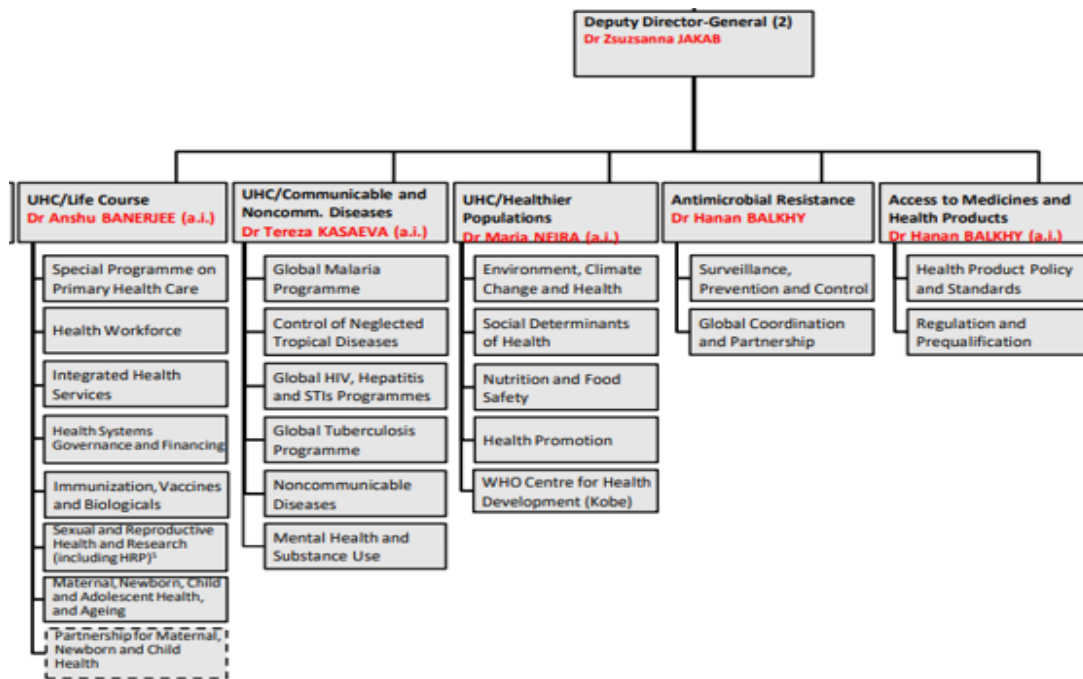 Deputy Director-General (2)
Dr Zsuzsanna JAKAB
UHC/Life Course
Dr Anshu BANERJEE (a.i.)
Special Programme on
Primary Health Care
Health Workforce
Integrated Health
Services
Health Systems
Governance and Financing
Immunization, Vaccines
and Biologicals
Sexual and Reproductive
Health and Research
(including HRP)⁵
Maternal, Newborn, Child
and Adolescent Health,
and Ageing
Partnership for Maternal,
Newborn and Child
Health
UHC/Communicable and
Noncomm. Diseases
Dr Tereza KASAEVA (a.i.)
Global Malaria
Programme
Control of Neglected
Tropical Diseases
Global HIV, Hepatitis
and STIs Programmes
Global Tuberculosis
Programme
Noncommunicable
Diseases
Mental Health and
Substance Use
UHC/Healthier
Populations
Dr Maria NEIRA (a.i.)
Environment, Climate
Change and Health
Social Determinants
of Health
Nutrition and Food
Safety
Health Promotion
WHO Centre for Health
Development (Kobe)
Antimicrobial Resistance
Dr Hanan BALKHY
Surveillance,
Prevention and Control
Global Coordination
and Partnership
Access to Medicines and
Health Products
Dr Hanan BALKHY (a.i.)
Health Product Policy
and Standards
Regulation and
Prequalification